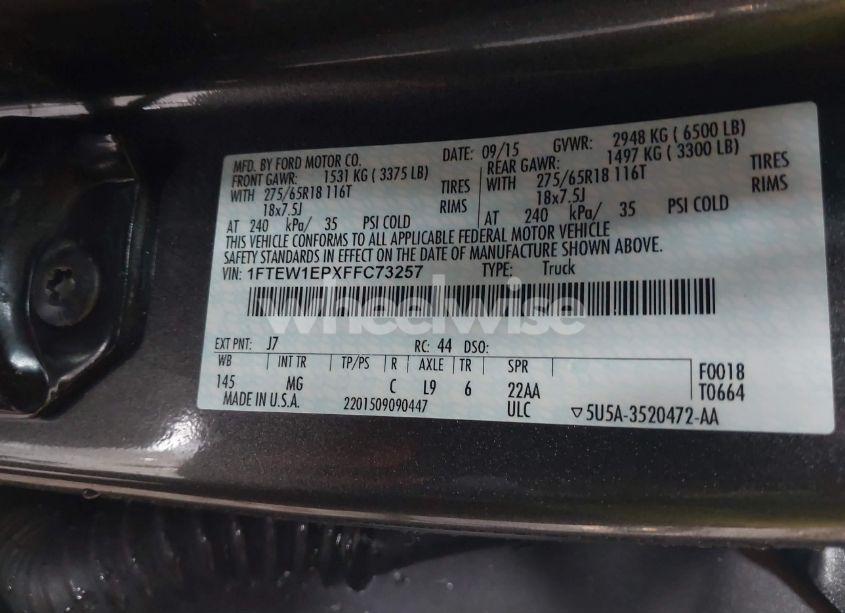 MFD. BY FORD MOTOR CO. DATE: 09/15 GVWR: 2948 KG ( 6500 LB)
FRONT GAWR: 1531 KG ( 3375 LB) REAR GAWR: 1497 KG ( 3300 LB)
WITH 275/65R18 116T TIRES WITH 275/65R18 116T TIRES
18x7.5J RIMS 18x7.5J RIMS
AT 240 kPa/ 35 PSI COLD AT 240 kPa/ 35 PSI COLD
THIS VEHICLE CONFORMS TO ALL APPLICABLE FEDERAL MOTOR VEHICLE
SAFETY STANDARDS IN EFFECT ON THE DATE OF MANUFACTURE SHOWN ABOVE.
VIN: 1FTEW1EPXFFC73257 TYPE: Truck
wheelwise
EXT PNT: J7 RC: 44 DSO:
WB INT TR TP/PS R AXLE TR SPR F0018
145 MG C L9 6 22AA T0664
MADE IN U.S.A. 2201509090447 ULC ▽5U5A-3520472-AA